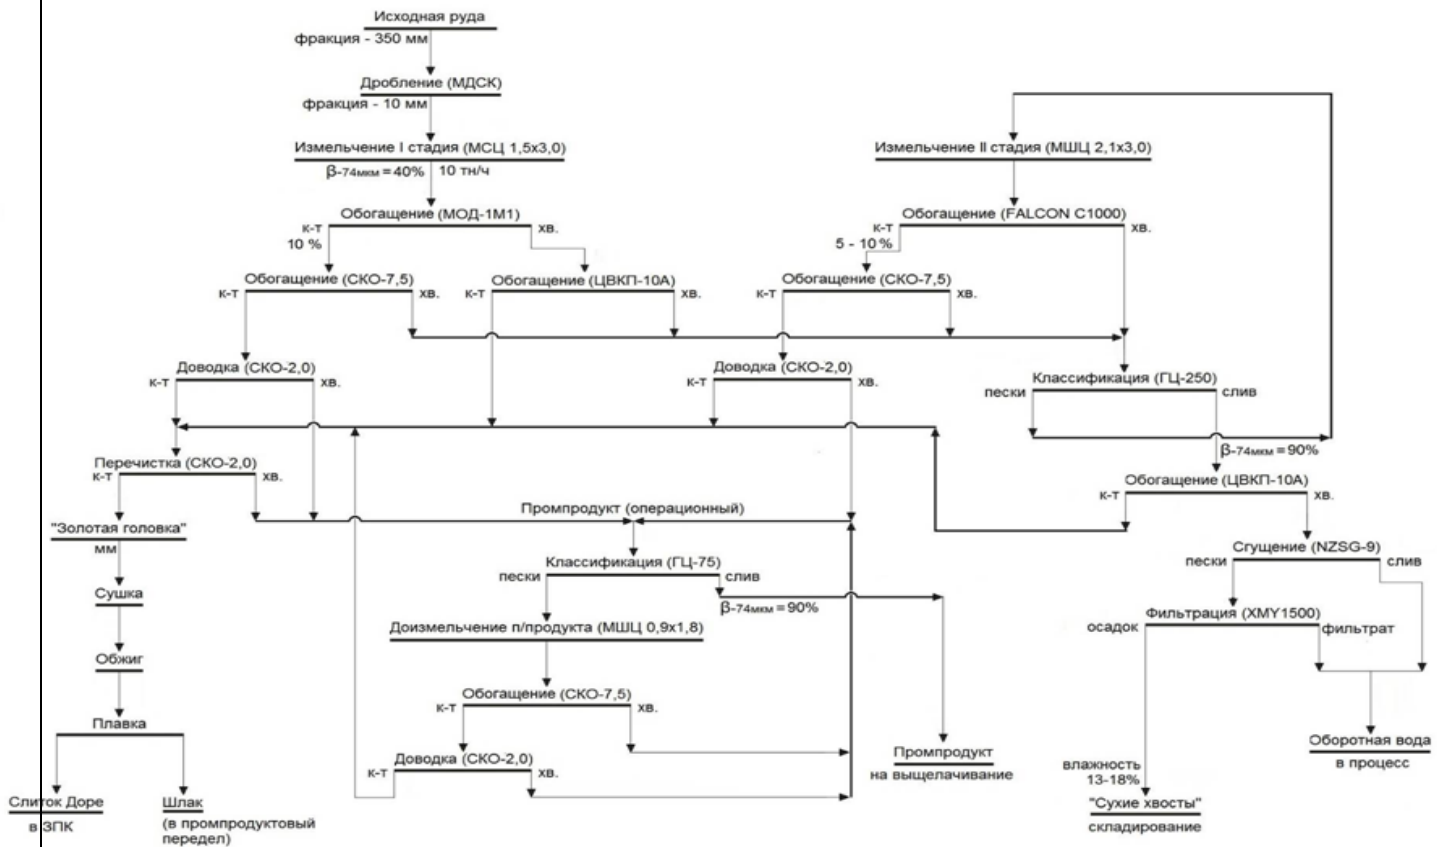 Исходная руда
фракция - 350 мм
Дробление (МДСК)
фракция - 10 мм
Измельчение I стадия (МСЦ 1,5х3,0)
Измельчение II стадия (МШЦ 2,1х3,0)
β-74мкм = 40%
10 тн/ч
Обогащение (МОД-1М1)
Обогащение (FALCON C1000)
к-т
хв.
к-т
хв.
10 %
5 - 10 %
Обогащение (СКО-7,5)
Обогащение (ЦВКП-10А)
Обогащение (СКО-7,5)
к-т
хв.
к-т
хв.
к-т
хв.
Доводка (СКО-2,0)
Доводка (СКО-2,0)
Классификация (ГЦ-250)
к-т
хв.
к-т
хв.
пески
слив
β-74мкм = 90%
Перечистка (СКО-2,0)
Обогащение (ЦВКП-10А)
к-т
хв.
к-т
хв.
Промпродукт (операционный)
"Золотая головка"
мм
Сгущение (NZSG-9)
Классификация (ГЦ-75)
пески
слив
пески
слив
Сушка
β-74мкм = 90%
Фильтрация (XMY1500)
Доизмельчение п/продукта (МШЦ 0,9х1,8)
осадок
фильтрат
Обжиг
Обогащение (СКО-7,5)
к-т
хв.
Плавка
Доводка (СКО-2,0)
к-т
хв.
Промпродукт
на выщелачивание
Оборотная вода
в процесс
влажность
13-18%
Слиток Доре
в ЗПК
Шлак
(в промпродуктовый
передел)
"Сухие хвосты"
складирование